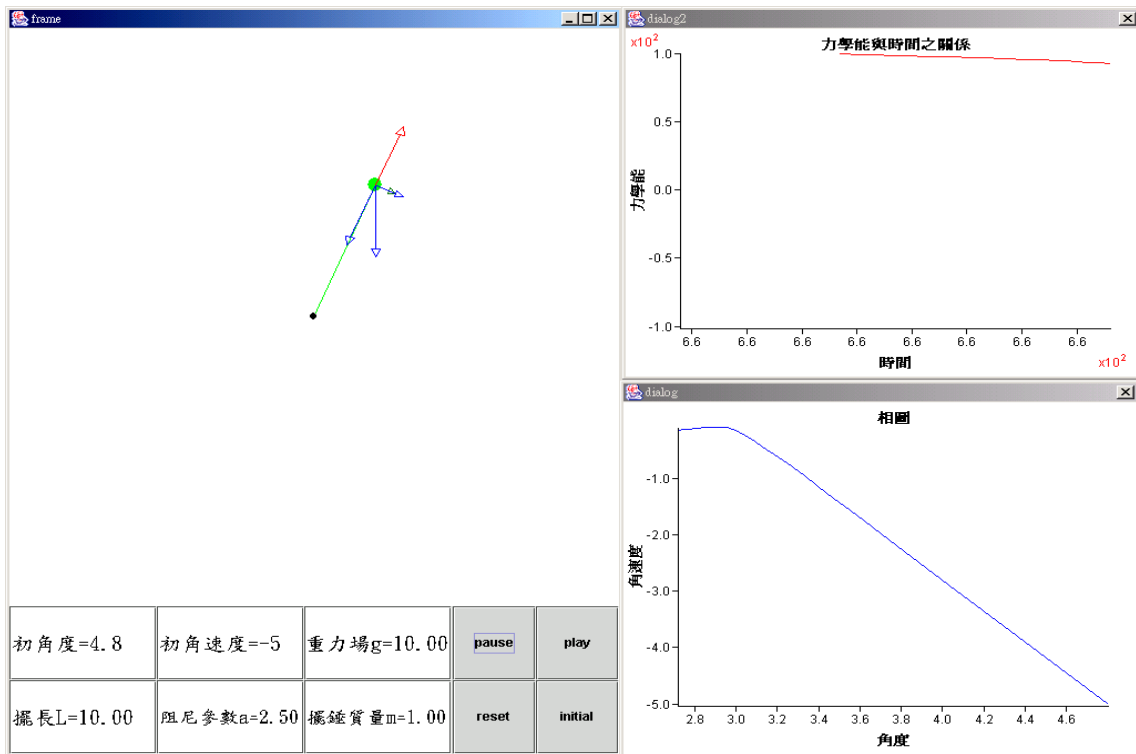 frame
初角度=4.8
初角速度=-5
重力場g=10.00
pause
play
擺長L=10.00
阻尼參數a=2.50
擺錘質量m=1.00
reset
initial
dialog2
x10²
力學能與時間之關係
1.0
0.5
0.0
-0.5
-1.0
力學能
6.6 6.6 6.6 6.6 6.6 6.6 6.6 6.6
時間
x10²
dialog
相圖
-1.0
-2.0
-3.0
-4.0
-5.0
角速度
2.8 3.0 3.2 3.4 3.6 3.8 4.0 4.2 4.4 4.6
角度